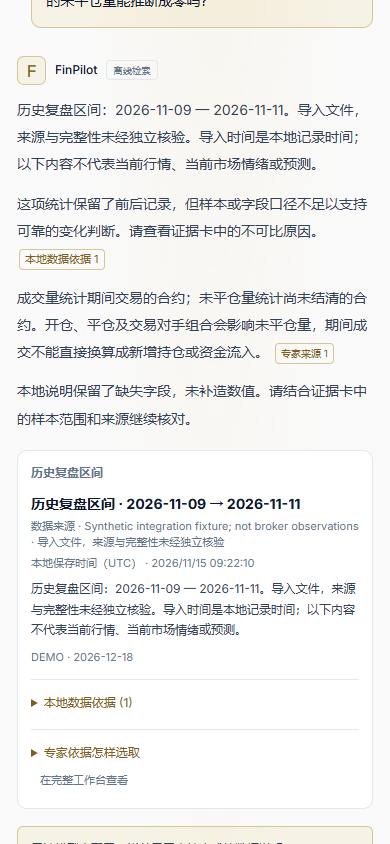 的未平仓量能推断成零吗？
F
FinPilot 离线检索
历史复盘区间：2026-11-09 — 2026-11-11。导入文件，
来源与完整性未经独立核验。导入时间是本地记录时间；
以下内容不代表当前行情、当前市场情绪或预测。
这项统计保留了前后记录，但样本或字段口径不足以支持
可靠的变化判断。请查看证据卡中的不可比原因。
本地数据依据 1
成交量统计期间交易的合约；未平仓量统计尚未结清的合
约。开仓、平仓及交易对手组合会影响未平仓量，期间成
交不能直接换算成新增持仓或资金流入。 专家来源 1
本地说明保留了缺失字段，未补造数值。请结合证据卡中
的样本范围和来源继续核对。
历史复盘区间
历史复盘区间 · 2026-11-09 → 2026-11-11
数据来源 · Synthetic integration fixture; not broker observations
· 导入文件，来源与完整性未经独立核验
本地保存时间（UTC） · 2026/11/15 09:22:10
历史复盘区间：2026-11-09 — 2026-11-11。导入文件，来源
与完整性未经独立核验。导入时间是本地记录时间；以下内容
不代表当前行情、当前市场情绪或预测。
DEMO · 2026-12-18
本地数据依据 (1)
专家依据怎样选取
在完整工作台查看